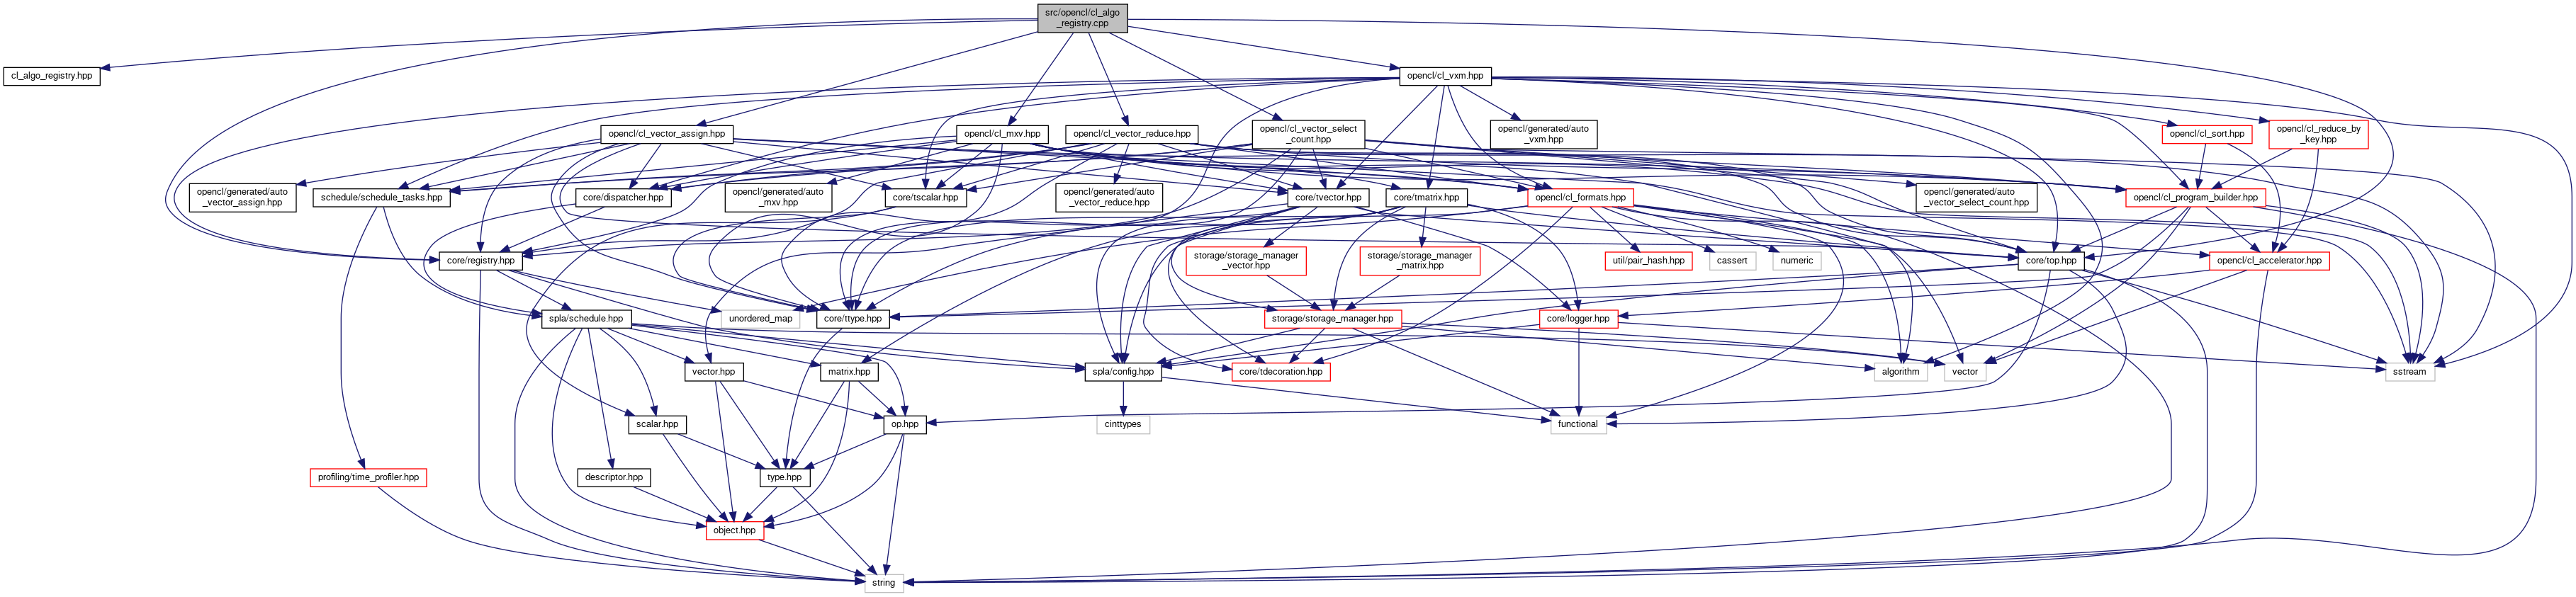 src/opencl/cl_algo
_registry.cpp
cl_algo_registry.hpp
opencl/cl_vxm.hpp
opencl/cl_vector_assign.hpp
opencl/cl_mxv.hpp
opencl/cl_vector_reduce.hpp
opencl/cl_vector_select
_count.hpp
opencl/generated/auto
_vxm.hpp
opencl/cl_sort.hpp
opencl/cl_reduce_by
_key.hpp
opencl/generated/auto
_vector_assign.hpp
schedule/schedule_tasks.hpp
core/dispatcher.hpp
opencl/generated/auto
_mxv.hpp
core/tscalar.hpp
opencl/generated/auto
_vector_reduce.hpp
core/tvector.hpp
core/tmatrix.hpp
opencl/cl_formats.hpp
opencl/generated/auto
_vector_select_count.hpp
opencl/cl_program_builder.hpp
core/registry.hpp
storage/storage_manager
_vector.hpp
storage/storage_manager
_matrix.hpp
util/pair_hash.hpp
cassert
numeric
core/top.hpp
opencl/cl_accelerator.hpp
spla/schedule.hpp
unordered_map
core/ttype.hpp
storage/storage_manager.hpp
core/logger.hpp
vector.hpp
matrix.hpp
spla/config.hpp
core/tdecoration.hpp
algorithm
vector
sstream
scalar.hpp
op.hpp
cinttypes
functional
profiling/time_profiler.hpp
descriptor.hpp
type.hpp
object.hpp
string